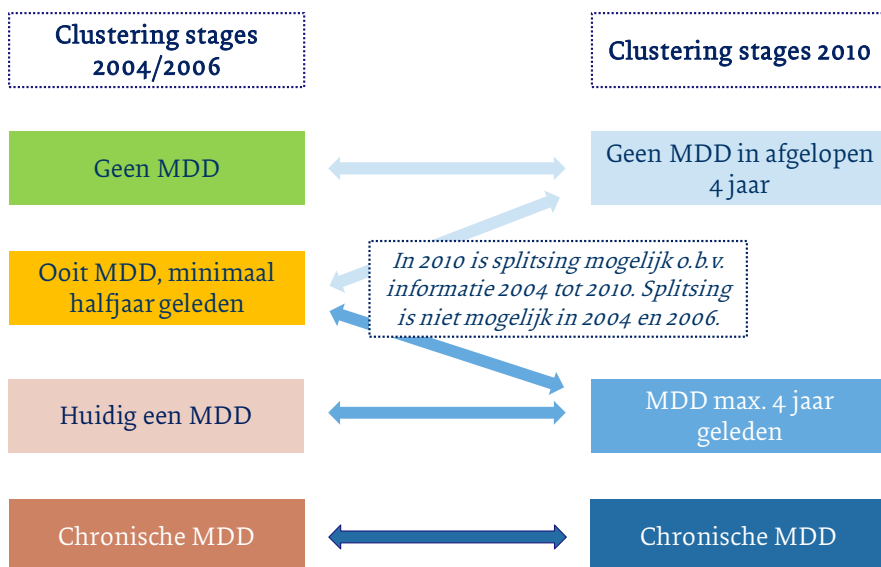 Clustering stages
2004/2006
Clustering stages 2010
Geen MDD
Geen MDD in afgelopen
4 jaar
Ooit MDD, minimaal
halfjaar geleden
In 2010 is splitsing mogelijk o.b.v.
informatie 2004 tot 2010. Splitsing
is niet mogelijk in 2004 en 2006.
Huidig een MDD
MDD max. 4 jaar
geleden
Chronische MDD
Chronische MDD